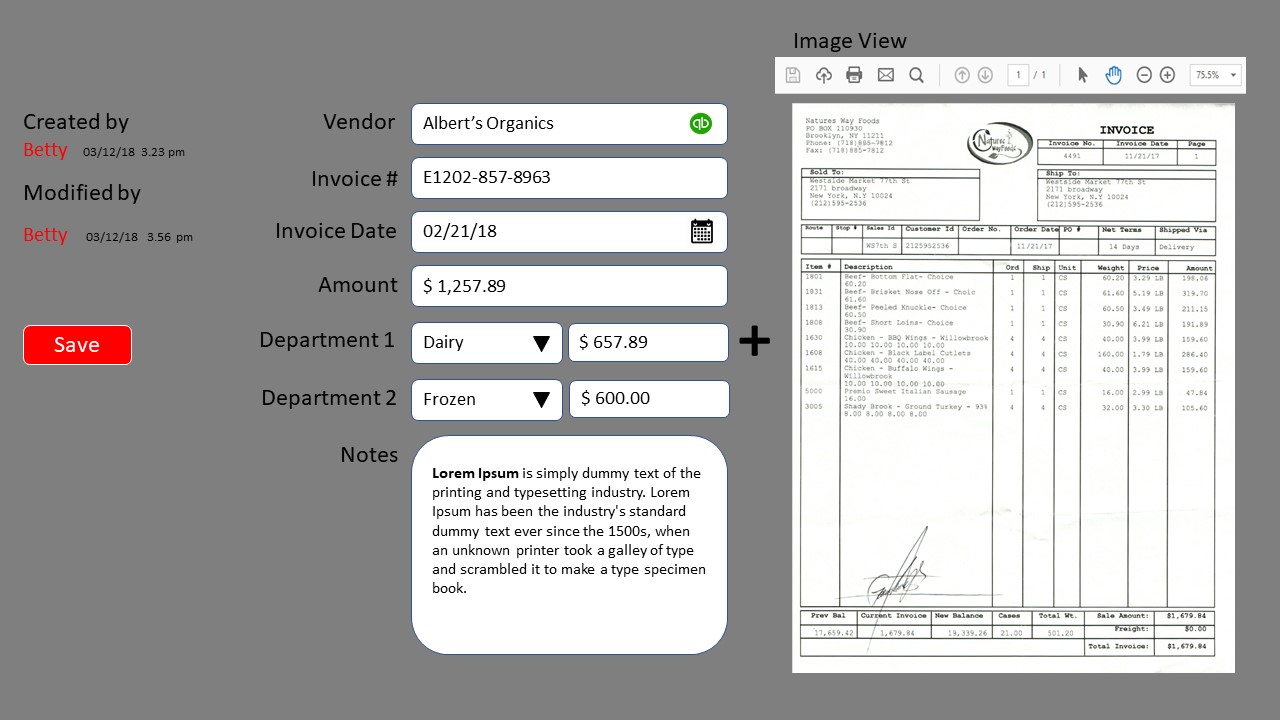 Image View
1 / 1
75.5%
Created by
Betty 03/12/18 3.23 pm
Modified by
Betty 03/12/18 3.56 pm
Save
Vendor
Albert's Organics
qb
Invoice #
E1202-857-8963
Invoice Date
02/21/18
Amount
$ 1,257.89
Department 1
Dairy
$ 657.89
Department 2
Frozen
$ 600.00
Notes
Lorem Ipsum is simply dummy text of the
printing and typesetting industry. Lorem
Ipsum has been the industry's standard
dummy text ever since the 1500s, when
an unknown printer took a galley of type
and scrambled it to make a type specimen
book.
Natures Way Foods
PO BOX 110930
Brooklyn, NY 11211
Phone: (718)855-7812
Fax: (718)885-7812
Natures
WayFoods
INVOICE
Invoice No. Invoice Date Page
4491 11/21/17 1
Sold To:
Westside Market 77th St
2171 broadway
New York, N.Y 10024
(212)595-2536
Ship To:
Westside Market 77th St
2171 broadway
New York, N.Y 10024
(212)595-2536
Route Stop # Sales Id Customer Id Order No. Order Date PO # Net Terms Shipped Via
WS7th S 2125952536 11/21/17 14 Days Delivery
Item # Description Ord Ship Unit Weight Price Amount
1801 Beef- Bottom Flat- Choice 1 1 CS 60.20 3.29 LB 198.06
60.20
1831 Beef- Brisket Nose Off - Choic 1 1 CS 61.60 5.19 LB 319.70
61.60
1813 Beef- Peeled Knuckle- Choice 1 1 CS 60.50 3.49 LB 211.15
60.50
1808 Beef- Short Loins- Choice 1 1 CS 30.90 6.21 LB 191.89
30.90
1630 Chicken - BBQ Wings - Willowbrook 4 4 CS 40.00 3.99 LB 159.60
10.00 10.00 10.00 10.00
1608 Chicken - Black Label Cutlets 4 4 CS 160.00 1.79 LB 286.40
40.00 40.00 40.00 40.00
1615 Chicken - Buffalo Wings - 4 4 CS 40.00 3.99 LB 159.60
Willowbrook
10.00 10.00 10.00 10.00
5000 Premio Sweet Italian Sausage 1 1 CS 16.00 2.99 LB 47.84
16.00
3005 Shady Brook - Ground Turkey - 93% 4 4 CS 32.00 3.30 LB 105.60
8.00 8.00 8.00 8.00
Prev Bal Current Invoice New Balance Cases Total Wt. Sale Amount: $1,679.84
Freight: $0.00
17,659.42 1,679.84 19,339.26 21.00 501.20
Total Invoice: $1,679.84